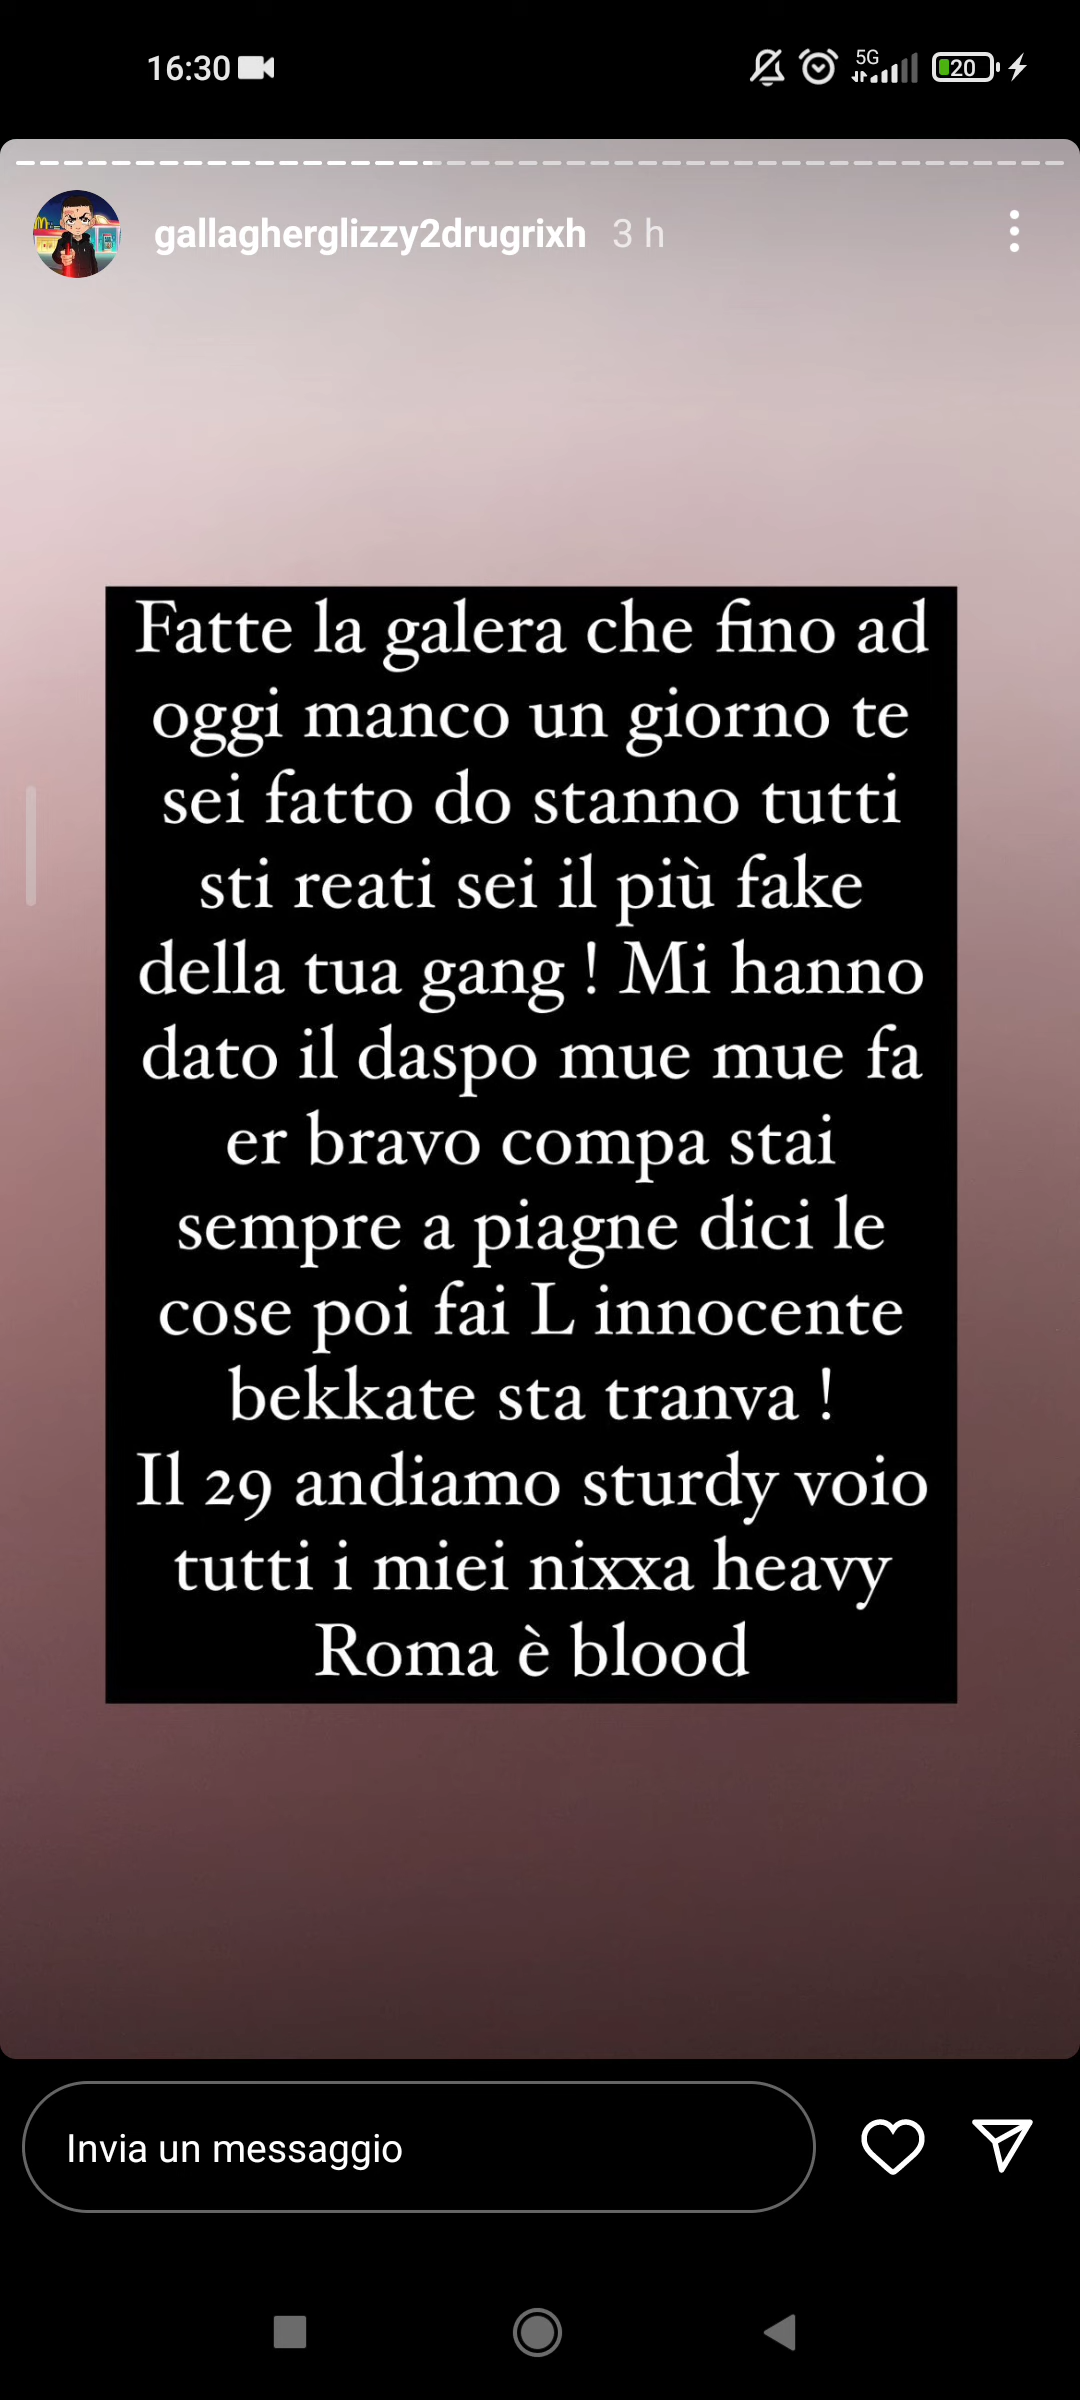 16:30
5G
20
gallagherglizzy2drugrixh 3 h
Fatte la galera che fino ad
oggi manco un giorno te
sei fatto do stanno tutti
sti reati sei il più fake
della tua gang ! Mi hanno
dato il daspo mue mue fa
er bravo compa stai
sempre a piagne dici le
cose poi fai L innocente
bekkate sta tranva !
Il 29 andiamo sturdy voio
tutti i miei nixxa heavy
Roma è blood
Invia un messaggio